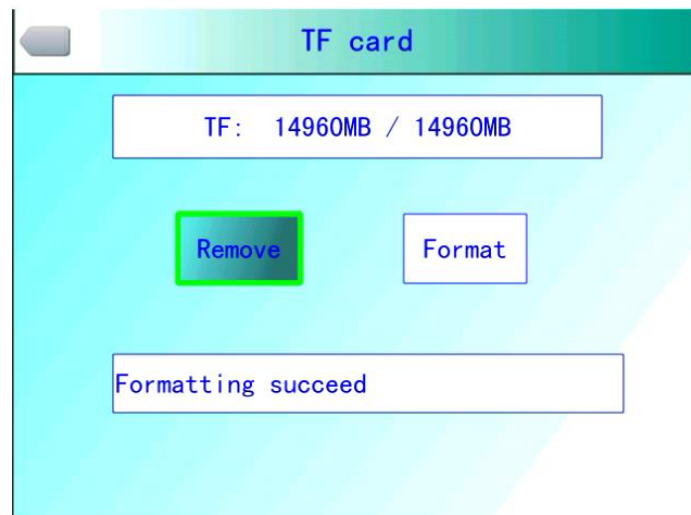 TF card
TF: 14960MB / 14960MB
Remove
Format
Formatting succeed